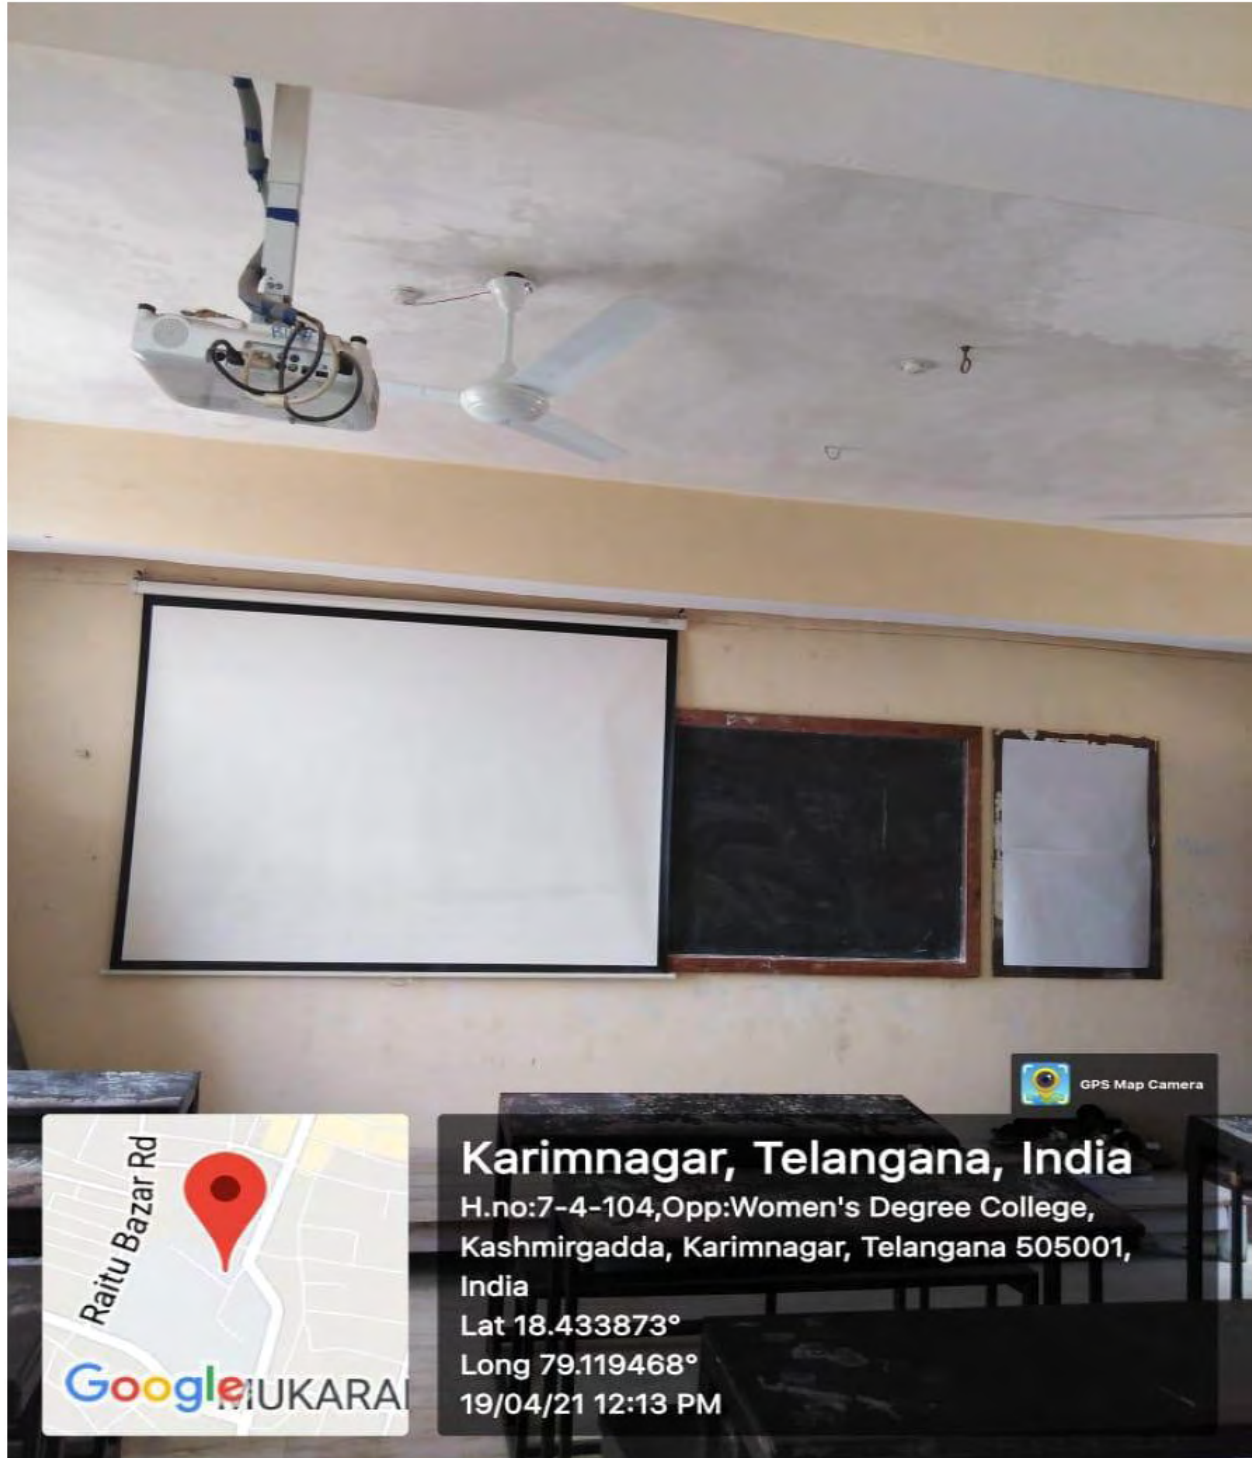 GPS Map Camera
Raitu Bazar Rd
Google
MUKARA
Karimnagar, Telangana, India
H.no:7-4-104,Opp:Women's Degree College,
Kashmirgadda, Karimnagar, Telangana 505001,
India
Lat 18.433873°
Long 79.119468°
19/04/21 12:13 PM